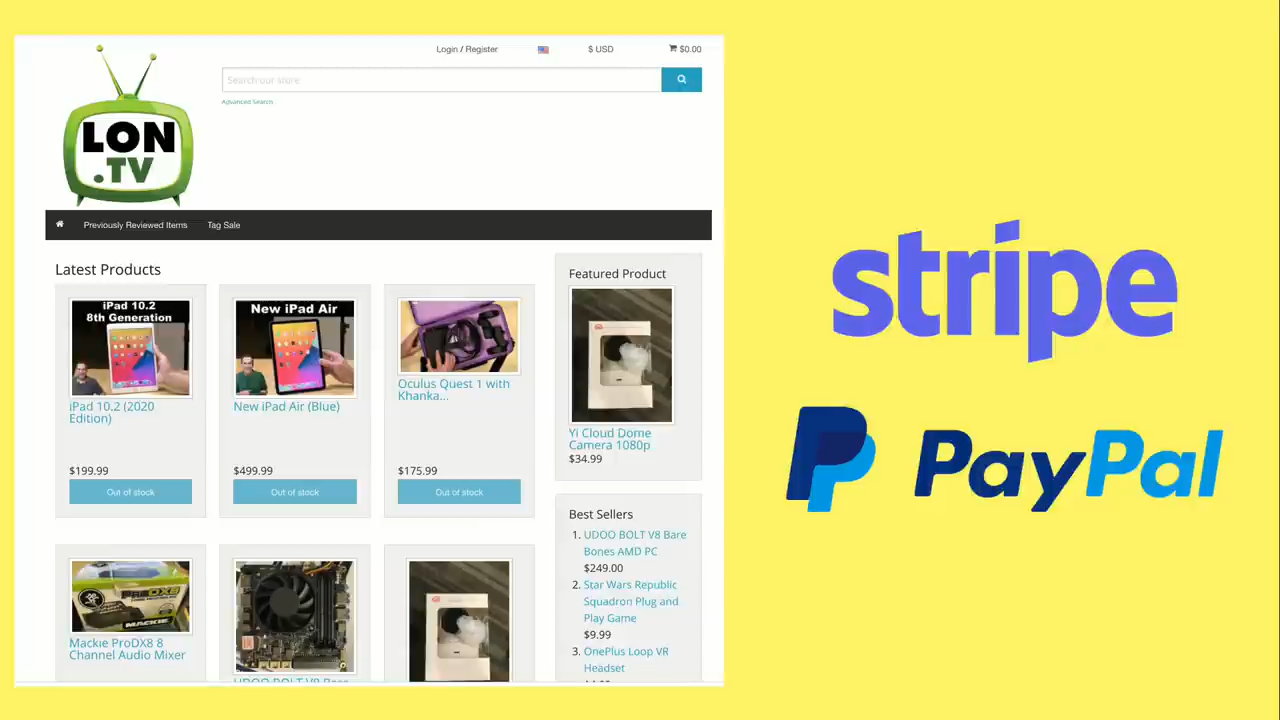 Login / Register
$ USD
$0.00
LON
.TV
Search our store
Advanced Search
Previously Reviewed Items
Tag Sale
Latest Products
iPad 10.2
8th Generation
iPad 10.2 (2020
Edition)
$199.99
Out of stock
New iPad Air
New iPad Air (Blue)
$499.99
Out of stock
Oculus Quest 1 with
Khanka...
$175.99
Out of stock
Mackie ProDX8 8
Channel Audio Mixer
UDOO BOLT V8 Bare
Featured Product
Yi Cloud Dome
Camera 1080p
$34.99
Best Sellers
1. UDOO BOLT V8 Bare
Bones AMD PC
$249.00
2. Star Wars Republic
Squadron Plug and
Play Game
$9.99
3. OnePlus Loop VR
Headset
stripe
PayPal